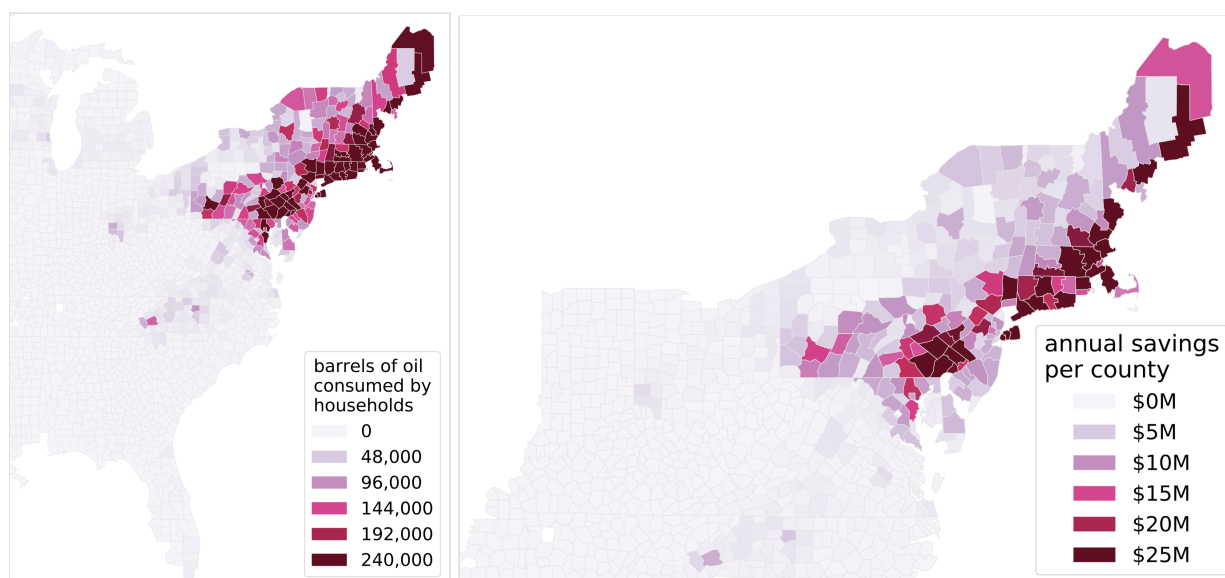 barrels of oil
consumed by
households
0
48,000
96,000
144,000
192,000
240,000
annual savings
per county
$0M
$5M
$10M
$15M
$20M
$25M